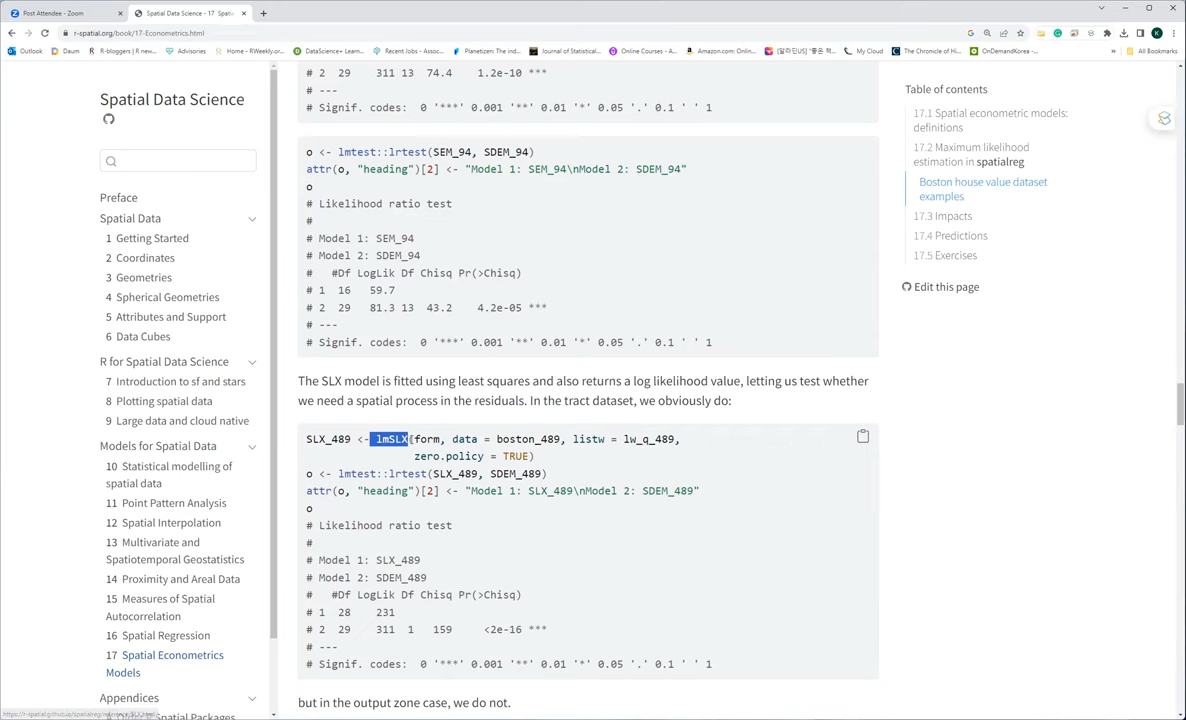 Post Attendee - Zoom
Spatial Data Science - 17 Spati
r-spatial.org/book/17-Econometrics.html
Outlook
Daum
R-bloggers | R new...
Advisories
Home - RWeekly.or...
DataScience+ Learn...
Recent Jobs - Assoc...
Planetizen: The ind...
Journal of Statistical...
Online Courses - A...
Amazon.com: Onlin...
[알라딘US] "좋은 책...
My Cloud
The Chronicle of Hi...
OnDemandKorea -...
All Bookmarks
Spatial Data Science
Preface
Spatial Data
1 Getting Started
2 Coordinates
3 Geometries
4 Spherical Geometries
5 Attributes and Support
6 Data Cubes
R for Spatial Data Science
7 Introduction to sf and stars
8 Plotting spatial data
9 Large data and cloud native
Models for Spatial Data
10 Statistical modelling of
spatial data
11 Point Pattern Analysis
12 Spatial Interpolation
13 Multivariate and
Spatiotemporal Geostatistics
14 Proximity and Areal Data
15 Measures of Spatial
Autocorrelation
16 Spatial Regression
17 Spatial Econometrics
Models
Appendices
https://r-spatial.github.io/spatialreg/reference/SLX.html
# 2 29 311 13 74.4 1.2e-10 ***
# ---
# Signif. codes: 0 '***' 0.001 '**' 0.01 '*' 0.05 '.' 0.1 ' ' 1
o <- lmtest::lrtest(SEM_94, SDEM_94)
attr(o, "heading")[2] <- "Model 1: SEM_94\nModel 2: SDEM_94"
o
# Likelihood ratio test
#
# Model 1: SEM_94
# Model 2: SDEM_94
# #Df LogLik Df Chisq Pr(>Chisq)
# 1 16 59.7
# 2 29 81.3 13 43.2 4.2e-05 ***
# ---
# Signif. codes: 0 '***' 0.001 '**' 0.01 '*' 0.05 '.' 0.1 ' ' 1
The SLX model is fitted using least squares and also returns a log likelihood value, letting us test whether
we need a spatial process in the residuals. In the tract dataset, we obviously do:
SLX_489 <- lmSLX(form, data = boston_489, listw = lw_q_489,
zero.policy = TRUE)
o <- lmtest::lrtest(SLX_489, SDEM_489)
attr(o, "heading")[2] <- "Model 1: SLX_489\nModel 2: SDEM_489"
o
# Likelihood ratio test
#
# Model 1: SLX_489
# Model 2: SDEM_489
# #Df LogLik Df Chisq Pr(>Chisq)
# 1 28 231
# 2 29 311 1 159 <2e-16 ***
# ---
# Signif. codes: 0 '***' 0.001 '**' 0.01 '*' 0.05 '.' 0.1 ' ' 1
but in the output zone case, we do not.
Table of contents
17.1 Spatial econometric models:
definitions
17.2 Maximum likelihood
estimation in spatialreg
Boston house value dataset
examples
17.3 Impacts
17.4 Predictions
17.5 Exercises
Edit this page